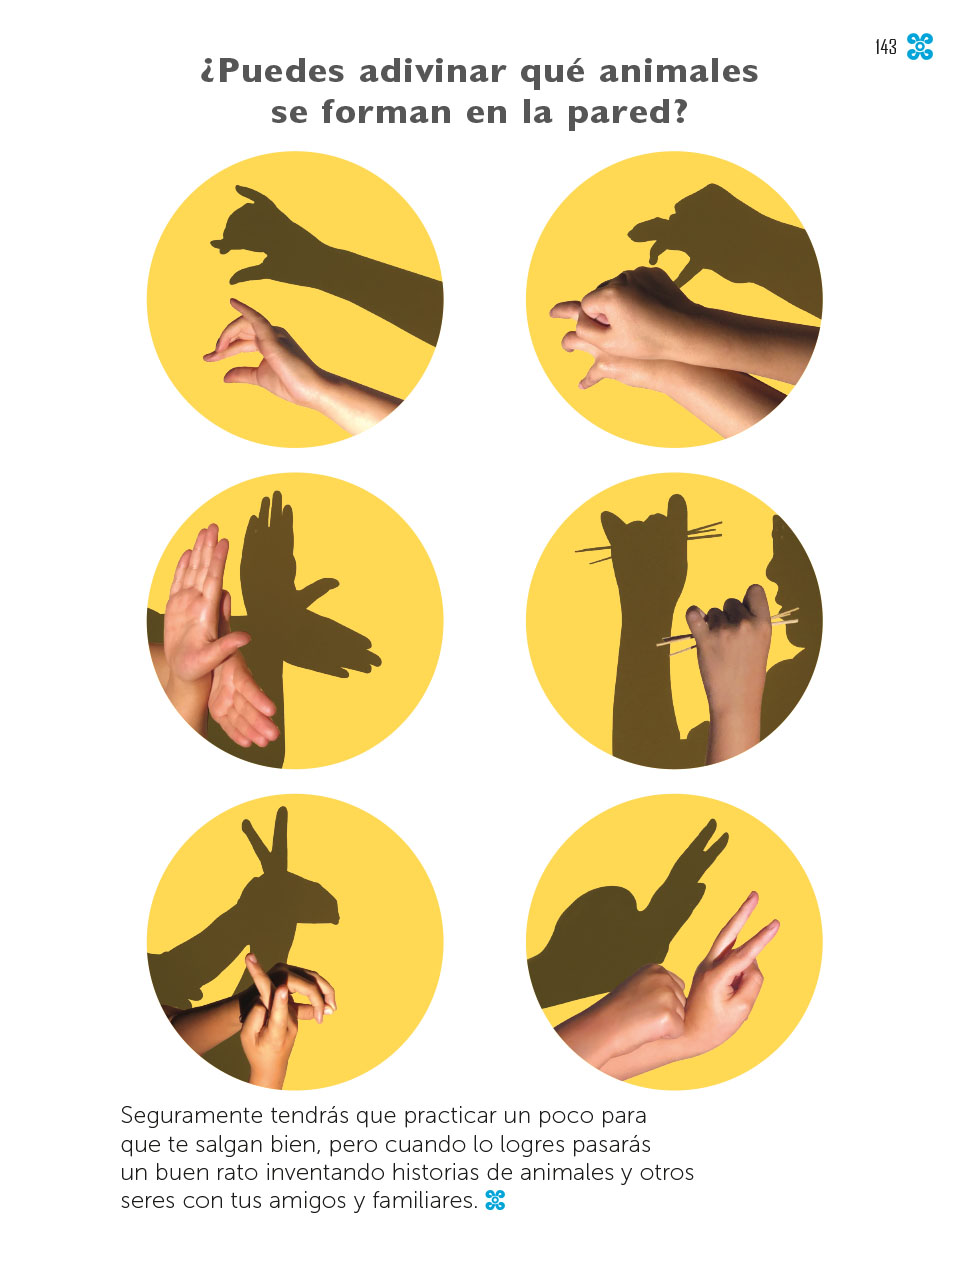 143
¿Puedes adivinar qué animales
se forman en la pared?
Seguramente tendrás que practicar un poco para
que te salgan bien, pero cuando lo logres pasarás
un buen rato inventando historias de animales y otros
seres con tus amigos y familiares.